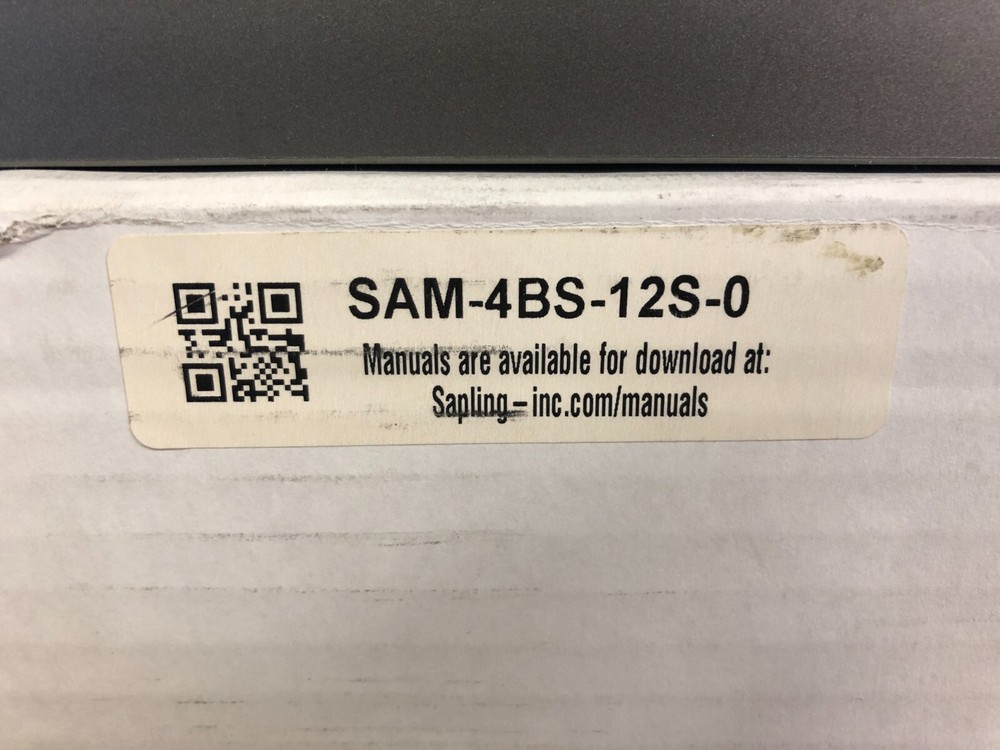 SAM-4BS-12S-0
Manuals are available for download at:
Sapling-inc.com/manuals